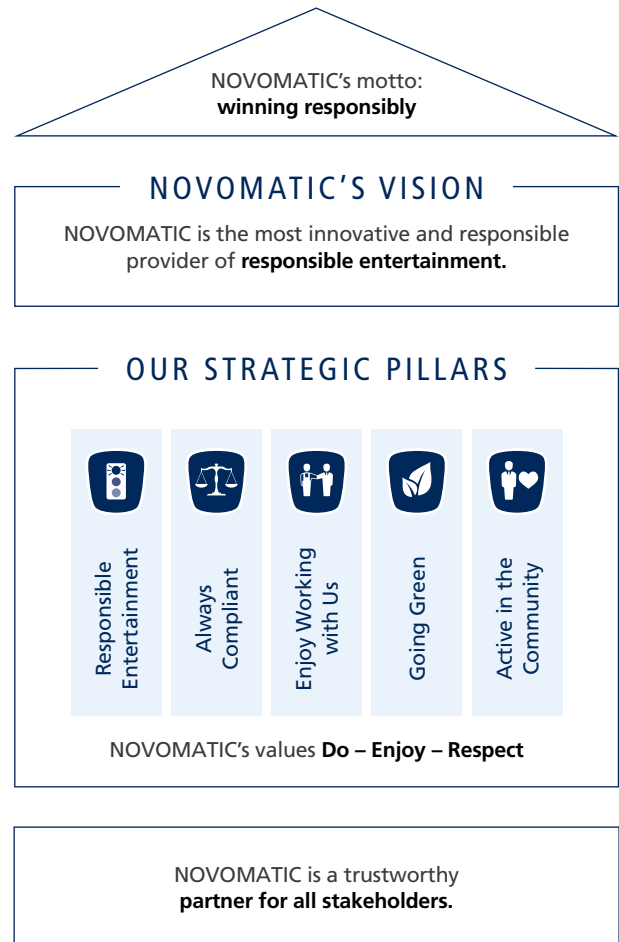 NOVOMATIC's motto:
winning responsibly
NOVOMATIC'S VISION
NOVOMATIC is the most innovative and responsible
provider of responsible entertainment.
OUR STRATEGIC PILLARS
Responsible
Entertainment
Always
Compliant
Enjoy Working
with Us
Going Green
Active in the
Community
NOVOMATIC's values Do – Enjoy – Respect
NOVOMATIC is a trustworthy
partner for all stakeholders.